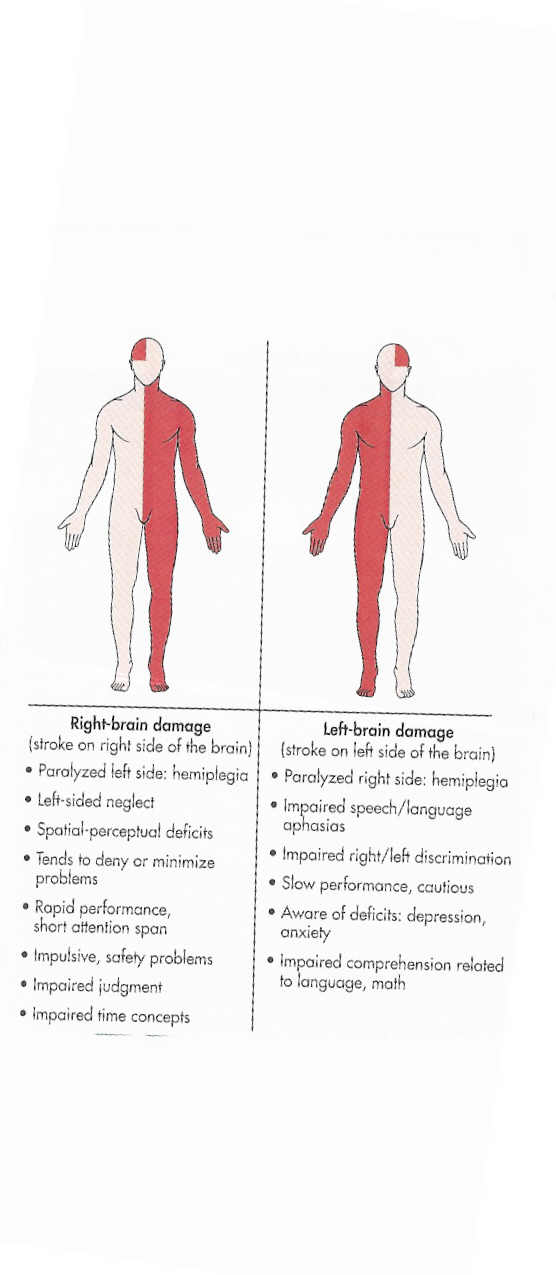 Right-brain damage
(stroke on right side of the brain)
• Paralyzed left side: hemiplegia
• Left-sided neglect
• Spatial-perceptual deficits
• Tends to deny or minimize
problems
• Rapid performance,
short attention span
• Impulsive, safety problems
• Impaired judgment
• Impaired time concepts
Left-brain damage
(stroke on left side of the brain)
• Paralyzed right side: hemiplegia
• Impaired speech/language
aphasias
• Impaired right/left discrimination
• Slow performance, cautious
• Aware of deficits: depression,
anxiety
• Impaired comprehension related
to language, math